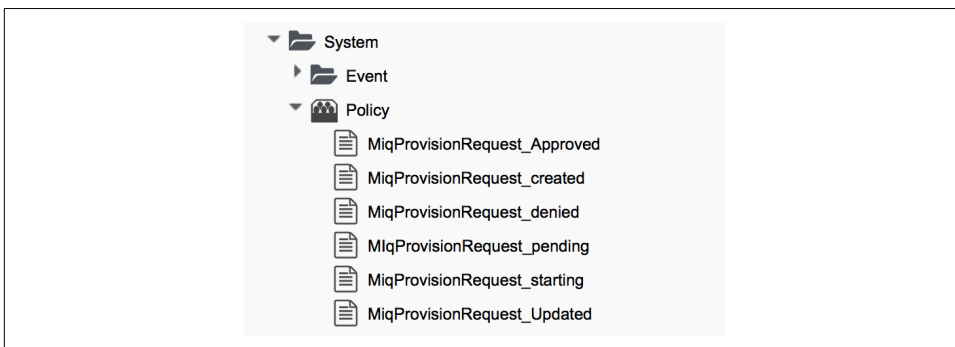 System
Event
Policy
MiqProvisionRequest_Approved
MiqProvisionRequest_created
MiqProvisionRequest_denied
MIqProvisionRequest_pending
MiqProvisionRequest_starting
MiqProvisionRequest_Updated